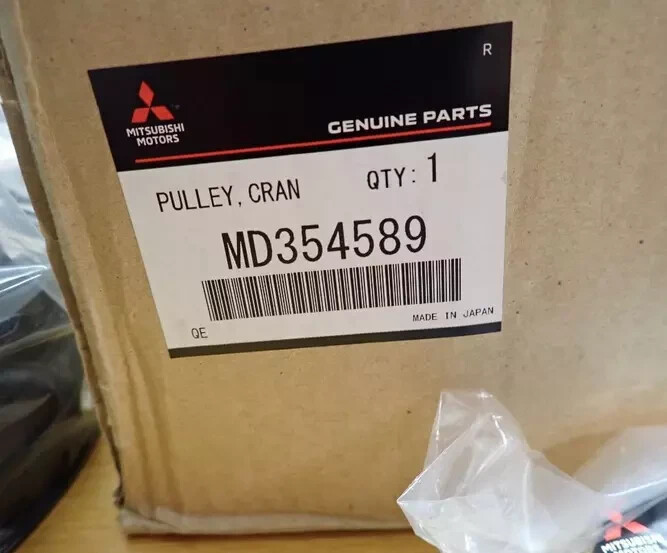 R
MITSUBISHI
MOTORS
GENUINE PARTS
PULLEY, CRAN QTY: 1
MD354589
QE MADE IN JAPAN